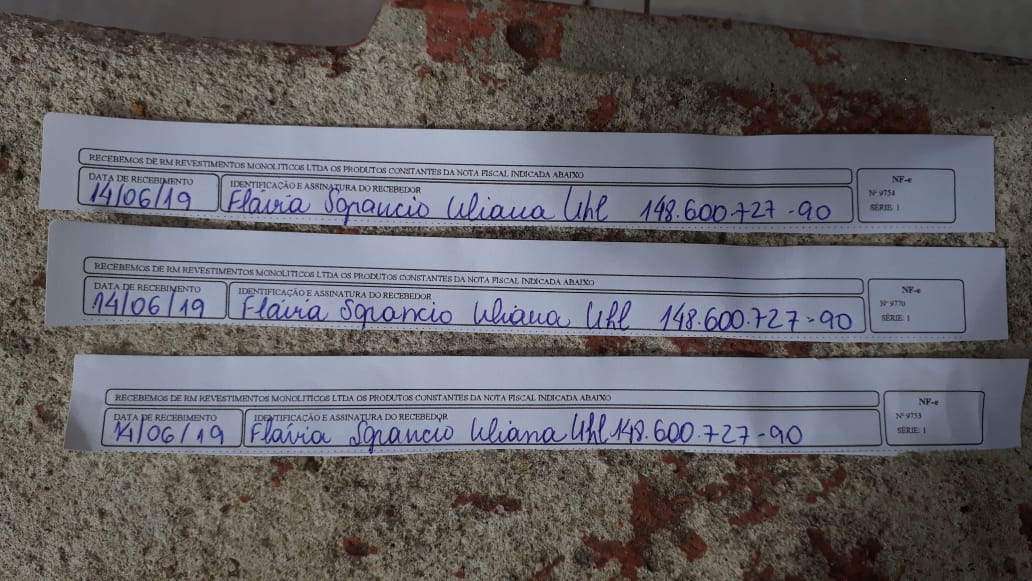 RECEBEMOS DE RM REVESTIMENTOS MONOLITICOS LTDA OS PRODUTOS CONSTANTES DA NOTA FISCAL INDICADA ABAIXO
NF-e
DATA DE RECEBIMENTO
IDENTIFICAÇÃO E ASSINATURA DO RECEBEDOR
Nº 9754
14/06/19
Flávia Sgrancio Uliana Uhl 148.600.727-90
SÉRIE: 1
RECEBEMOS DE RM REVESTIMENTOS MONOLITICOS LTDA OS PRODUTOS CONSTANTES DA NOTA FISCAL INDICADA ABAIXO
NF-e
DATA DE RECEBIMENTO
IDENTIFICAÇÃO E ASSINATURA DO RECEBEDOR
Nº 9770
14/06/19
Flávia Sgrancio Uliana Uhl 148.600.727-90
SÉRIE: 1
RECEBEMOS DE RM REVESTIMENTOS MONOLITICOS LTDA OS PRODUTOS CONSTANTES DA NOTA FISCAL INDICADA ABAIXO
NF-e
DATA DE RECEBIMENTO
IDENTIFICAÇÃO E ASSINATURA DO RECEBEDOR
Nº 9753
14/06/19
Flávia Sgrancio Uliana Uhl 148.600.727-90
SÉRIE: 1